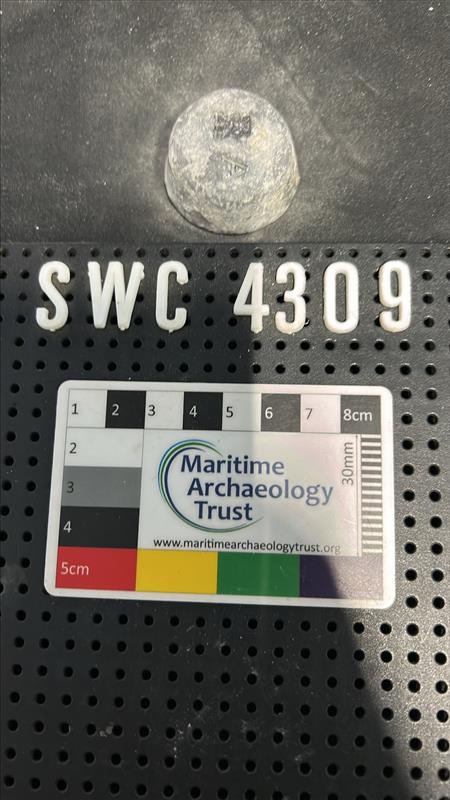 SWC 4309
1 2 3 4 5 6 7 8cm
2
3
4
5cm
30mm
Maritime
Archaeology
Trust
www.maritimearchaeologytrust.org